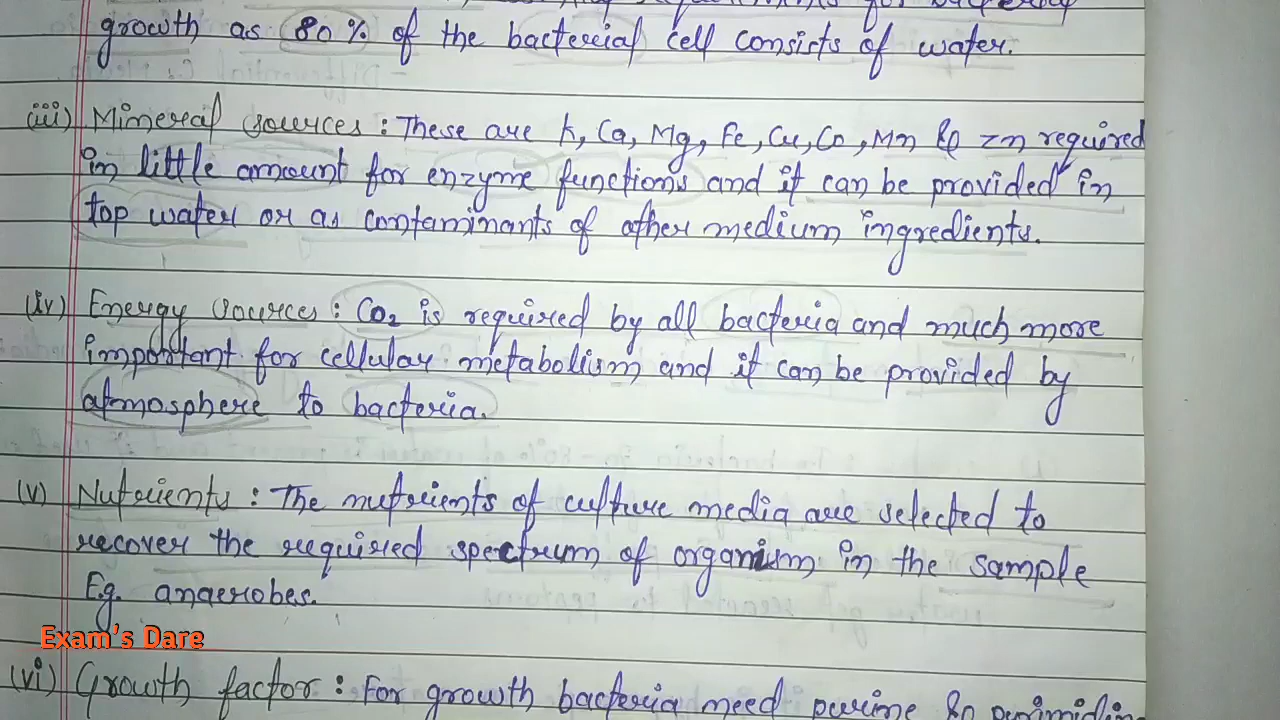 for
growth as 80% of the bacterial cell consists of water.
iii) Mineral sources : These are K, Ca, Mg, Fe, Cu, Co, Mn & zn required
in little amount for enzyme functions and it can be provided in
top water or as contaminants of other medium ingredients.
(iv) Energy sources : CO2 is required by all bacteria and much more
important for cellular metabolism and it can be provided by
atmosphere to bacteria.
(v) Nutrients : The nutrients of culture media are selected to
recover the required spectrum of organism in the sample
E.g. anaerobes.
Exam's Dare
(vi) Growth factor : For growth bacteria need purine &